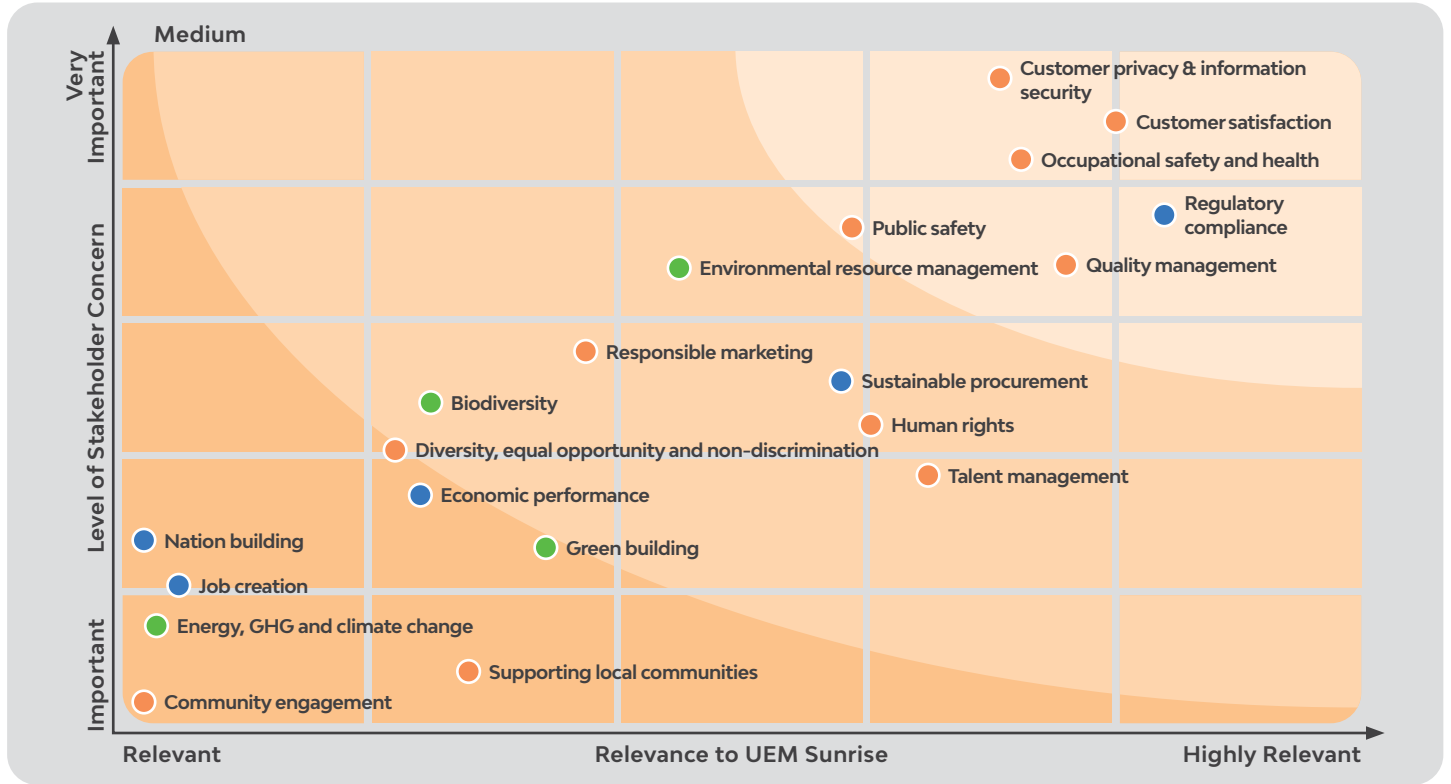 Medium
Very
Important
Level of Stakeholder Concern
Important
Customer privacy & information
security
Customer satisfaction
Occupational safety and health
Regulatory
compliance
Public safety
Quality management
Environmental resource management
Responsible marketing
Sustainable procurement
Biodiversity
Human rights
Diversity, equal opportunity and non-discrimination
Talent management
Economic performance
Nation building
Green building
Job creation
Energy, GHG and climate change
Supporting local communities
Community engagement
Relevant
Relevance to UEM Sunrise
Highly Relevant